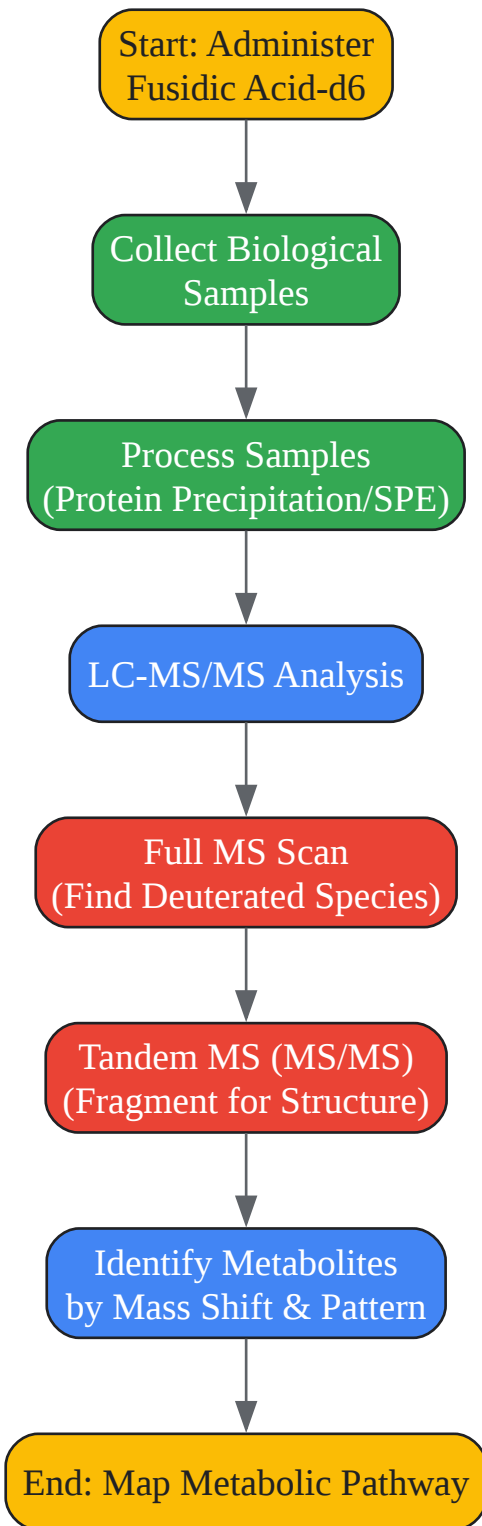 Start: Administer
Fusidic Acid-d6
Collect Biological
Samples
Process Samples
(Protein Precipitation/SPE)
LC-MS/MS Analysis
Full MS Scan
(Find Deuterated Species)
Tandem MS (MS/MS)
(Fragment for Structure)
Identify Metabolites
by Mass Shift & Pattern
End: Map Metabolic Pathway